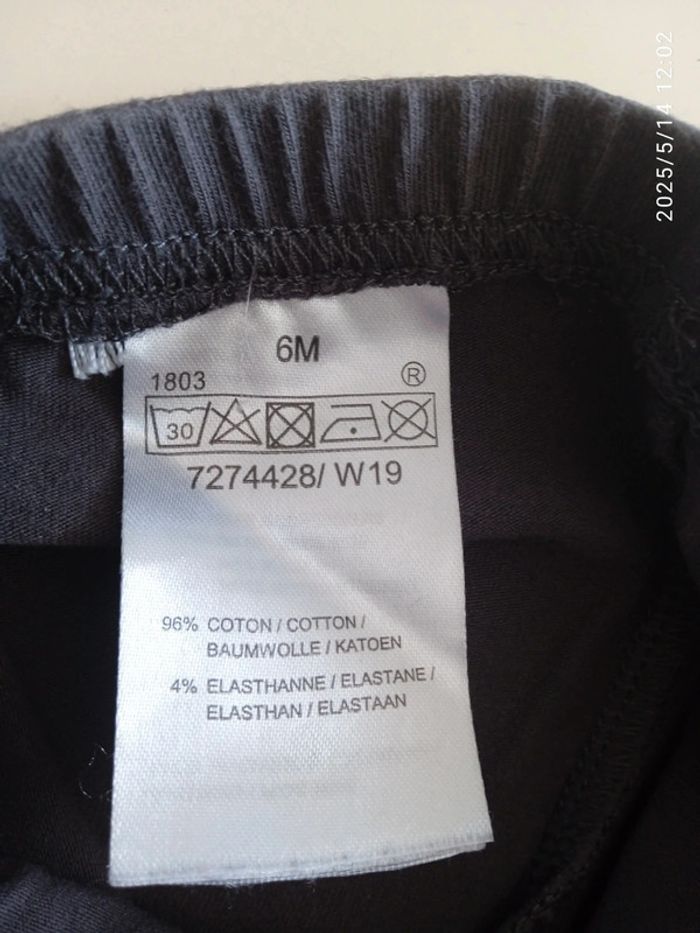 2025/5/14 12:02
6M
1803 ®
30
7274428/ W19
96% COTON / COTTON /
BAUMWOLLE / KATOEN
4% ELASTHANNE / ELASTANE /
ELASTHAN / ELASTAAN